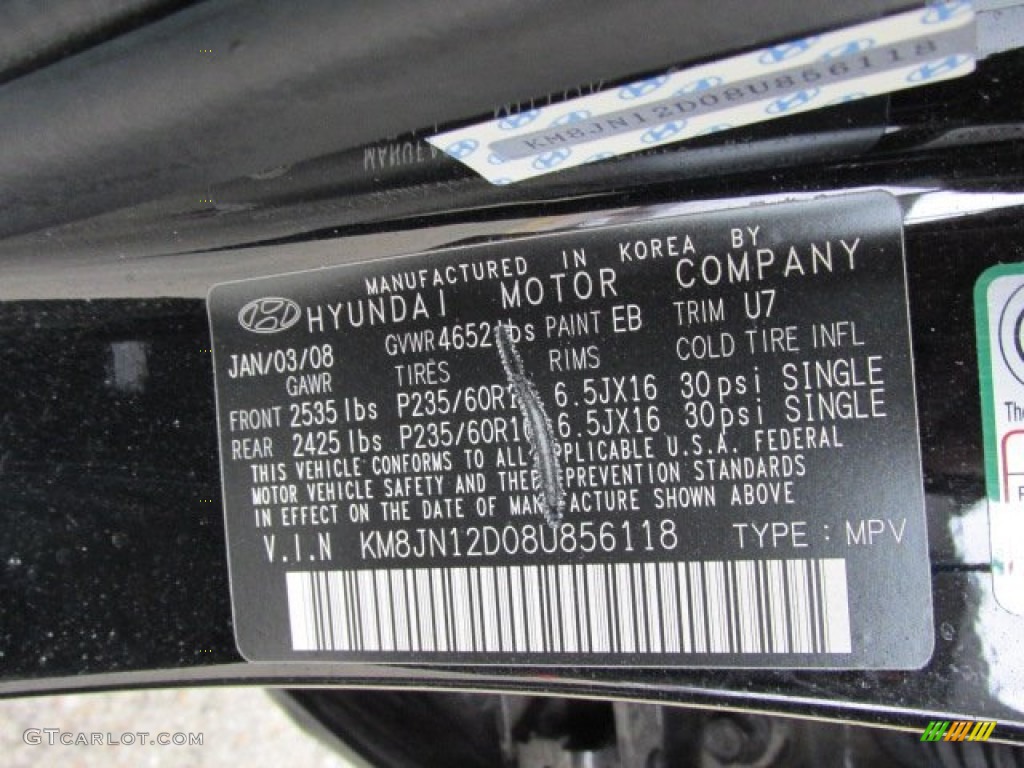 KM8JN12D08U856118
MANUFACTURED IN KOREA BY
HYUNDAI MOTOR COMPANY
JAN/03/08 GVWR 4652 lbs PAINT EB TRIM U7
GAWR TIRES RIMS COLD TIRE INFL
FRONT 2535 lbs 6.5JX16 30psi SINGLE
REAR 2425 lbs P235/60R16 6.5JX16 30psi SINGLE
THIS VEHICLE CONFORMS TO ALL APPLICABLE U.S.A. FEDERAL
MOTOR VEHICLE SAFETY AND THEFT PREVENTION STANDARDS
IN EFFECT ON THE DATE OF MANUFACTURE SHOWN ABOVE
V.I.N KM8JN12D08U856118 TYPE : MPV
GTCARLOT.COM